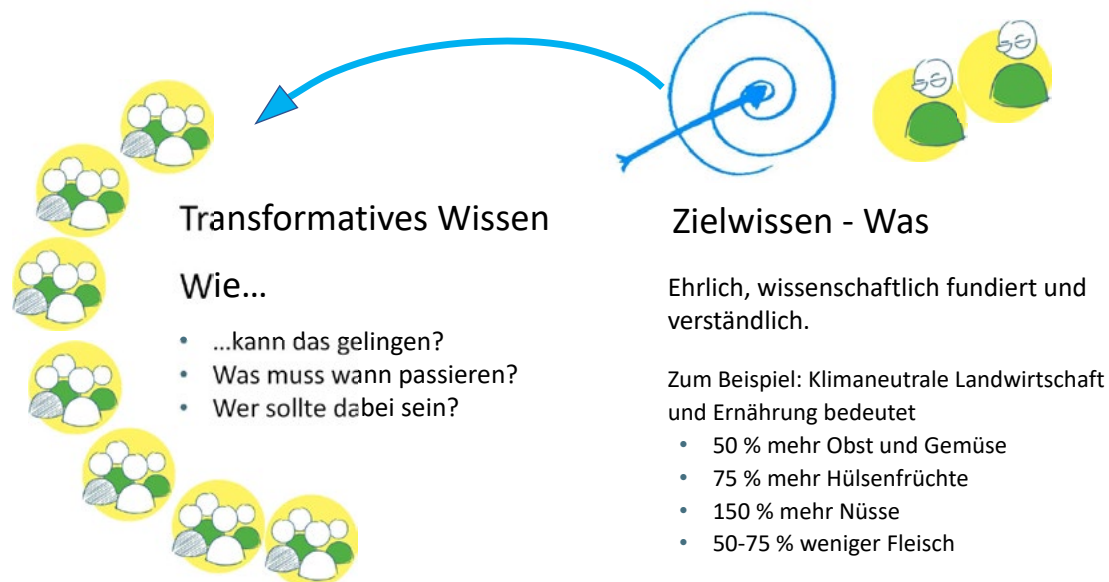 Transformatives Wissen
Wie…
• …kann das gelingen?
• Was muss wann passieren?
• Wer sollte dabei sein?
Zielwissen - Was
Ehrlich, wissenschaftlich fundiert und
verständlich.
Zum Beispiel: Klimaneutrale Landwirtschaft
und Ernährung bedeutet
• 50 % mehr Obst und Gemüse
• 75 % mehr Hülsenfrüchte
• 150 % mehr Nüsse
• 50-75 % weniger Fleisch